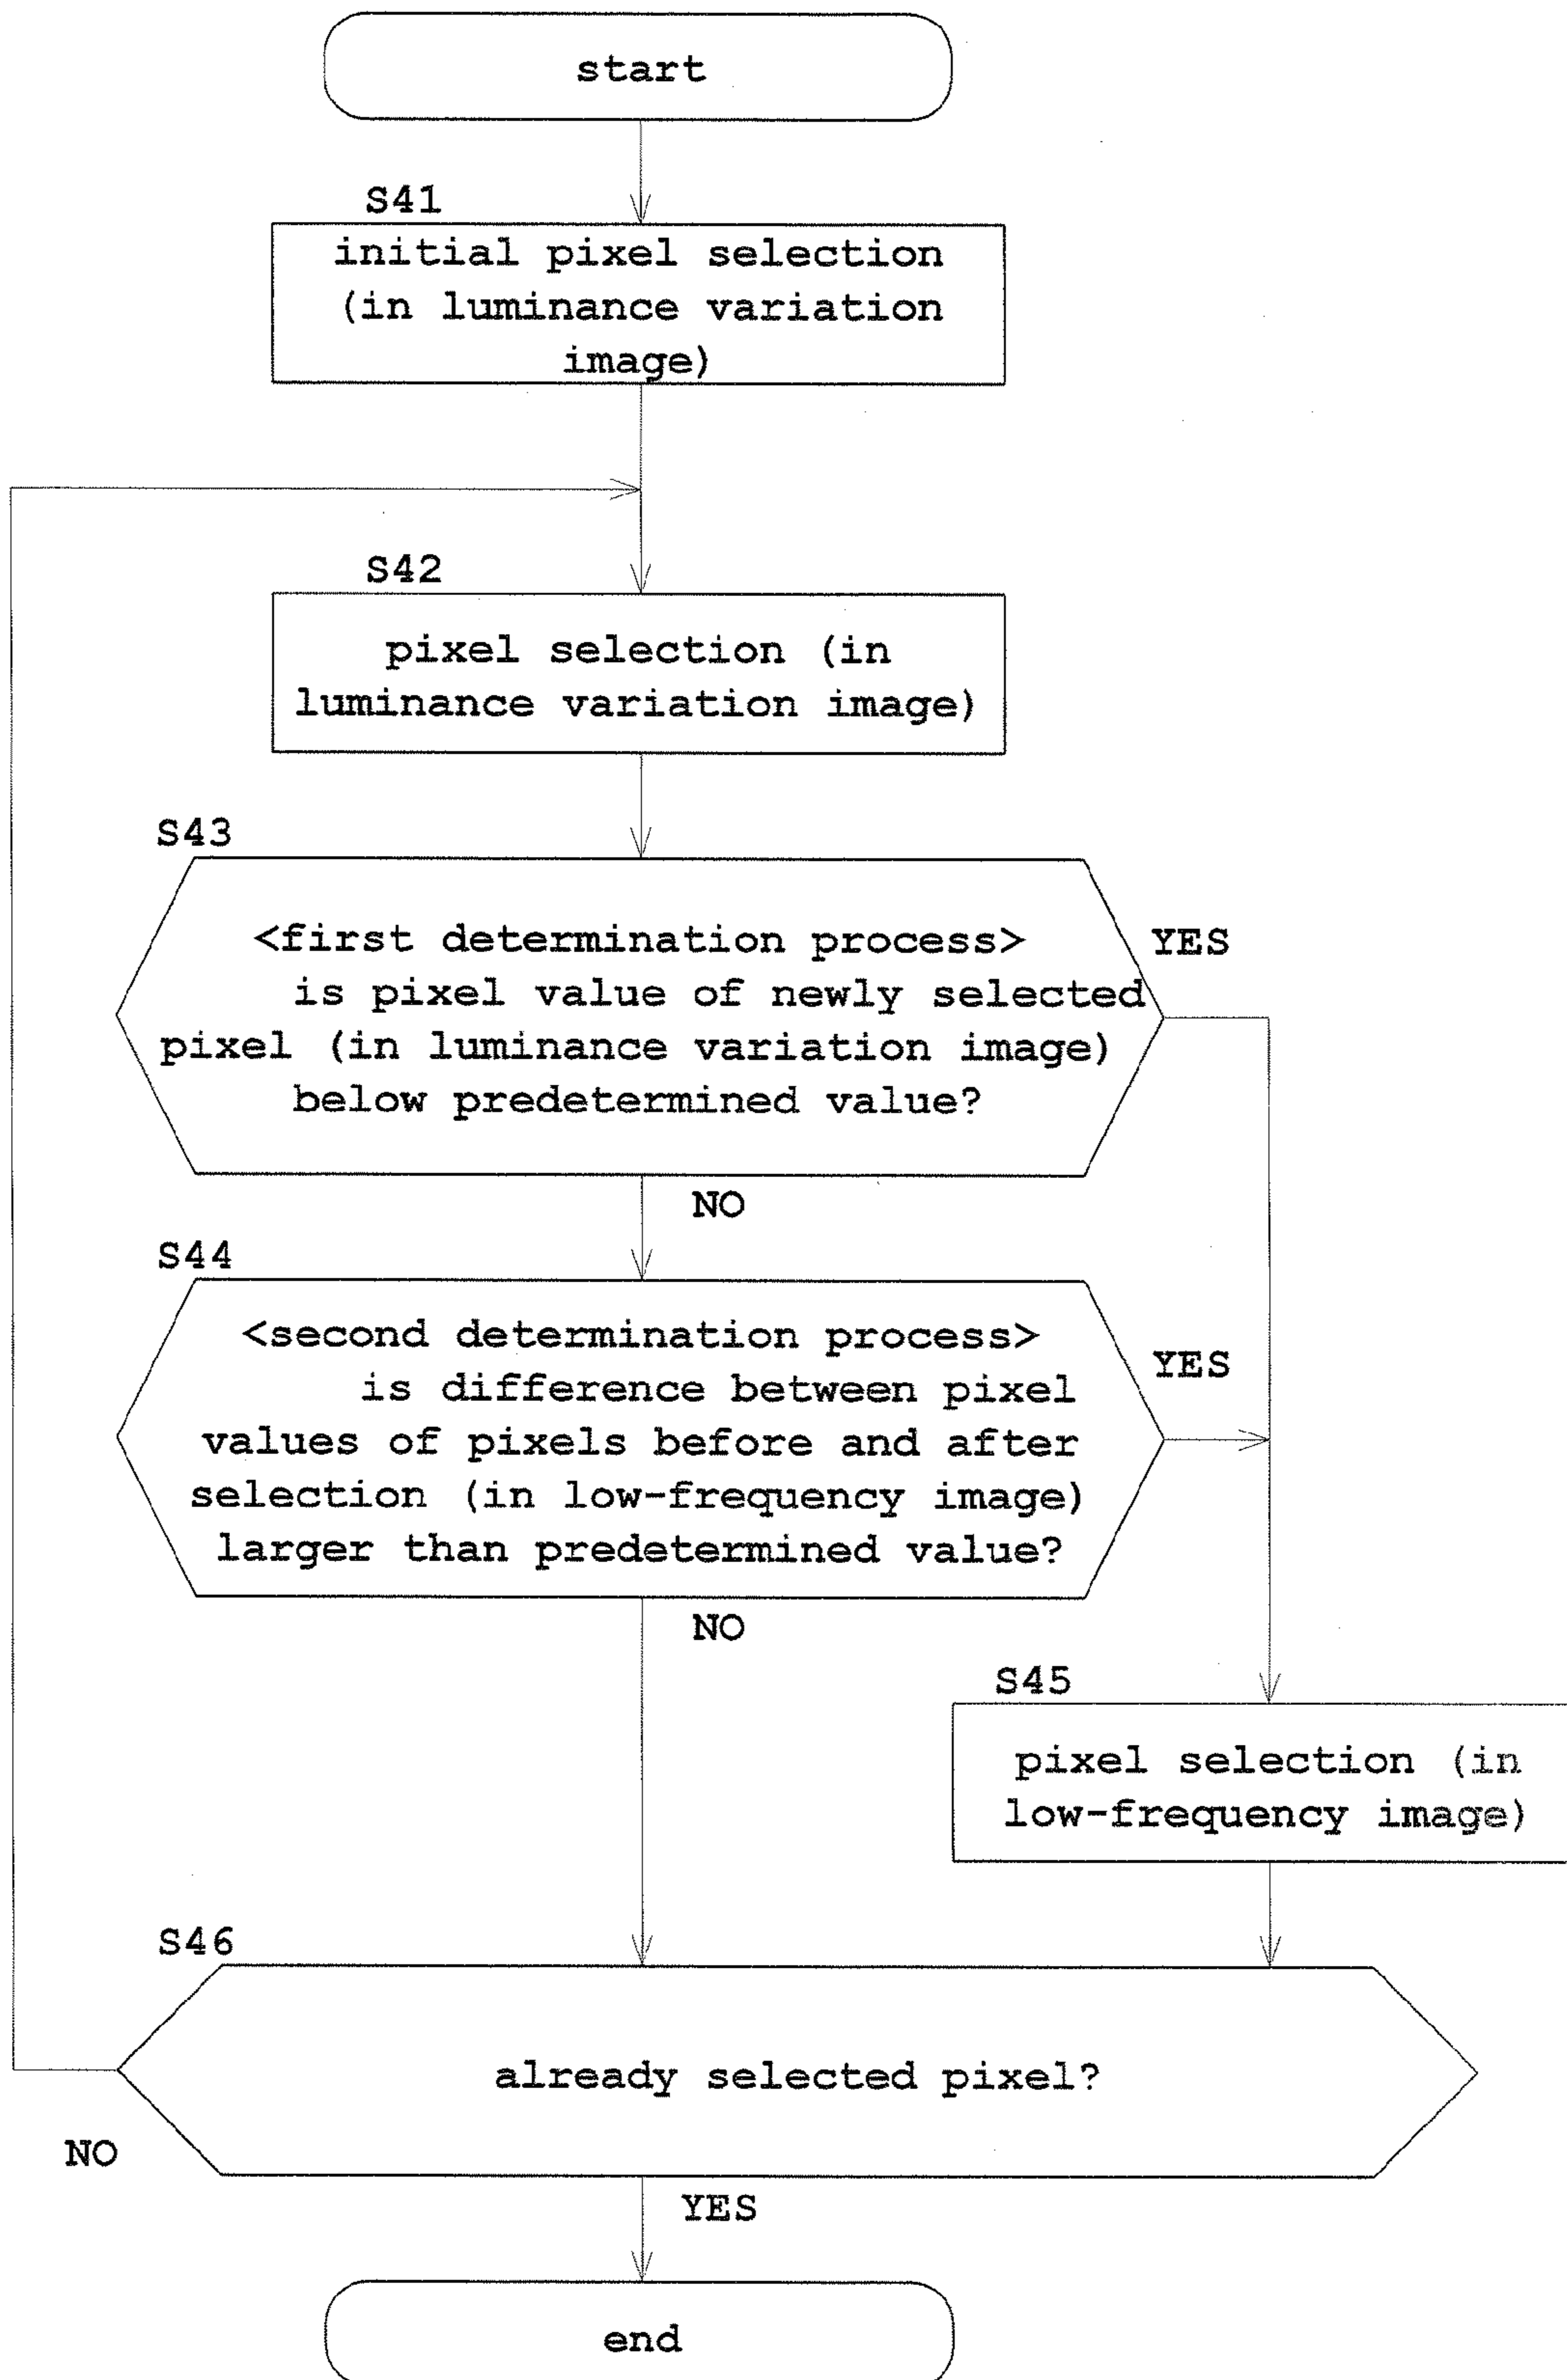 start
S41
initial pixel selection
(in luminance variation
image)
S42
pixel selection (in
luminance variation image)
S43
<first determination process>
is pixel value of newly selected
pixel (in luminance variation image)
below predetermined value?
YES
NO
S44
<second determination process>
is difference between pixel
values of pixels before and after
selection (in low-frequency image)
larger than predetermined value?
YES
NO
S45
pixel selection (in
low-frequency image)
S46
already selected pixel?
NO
YES
end